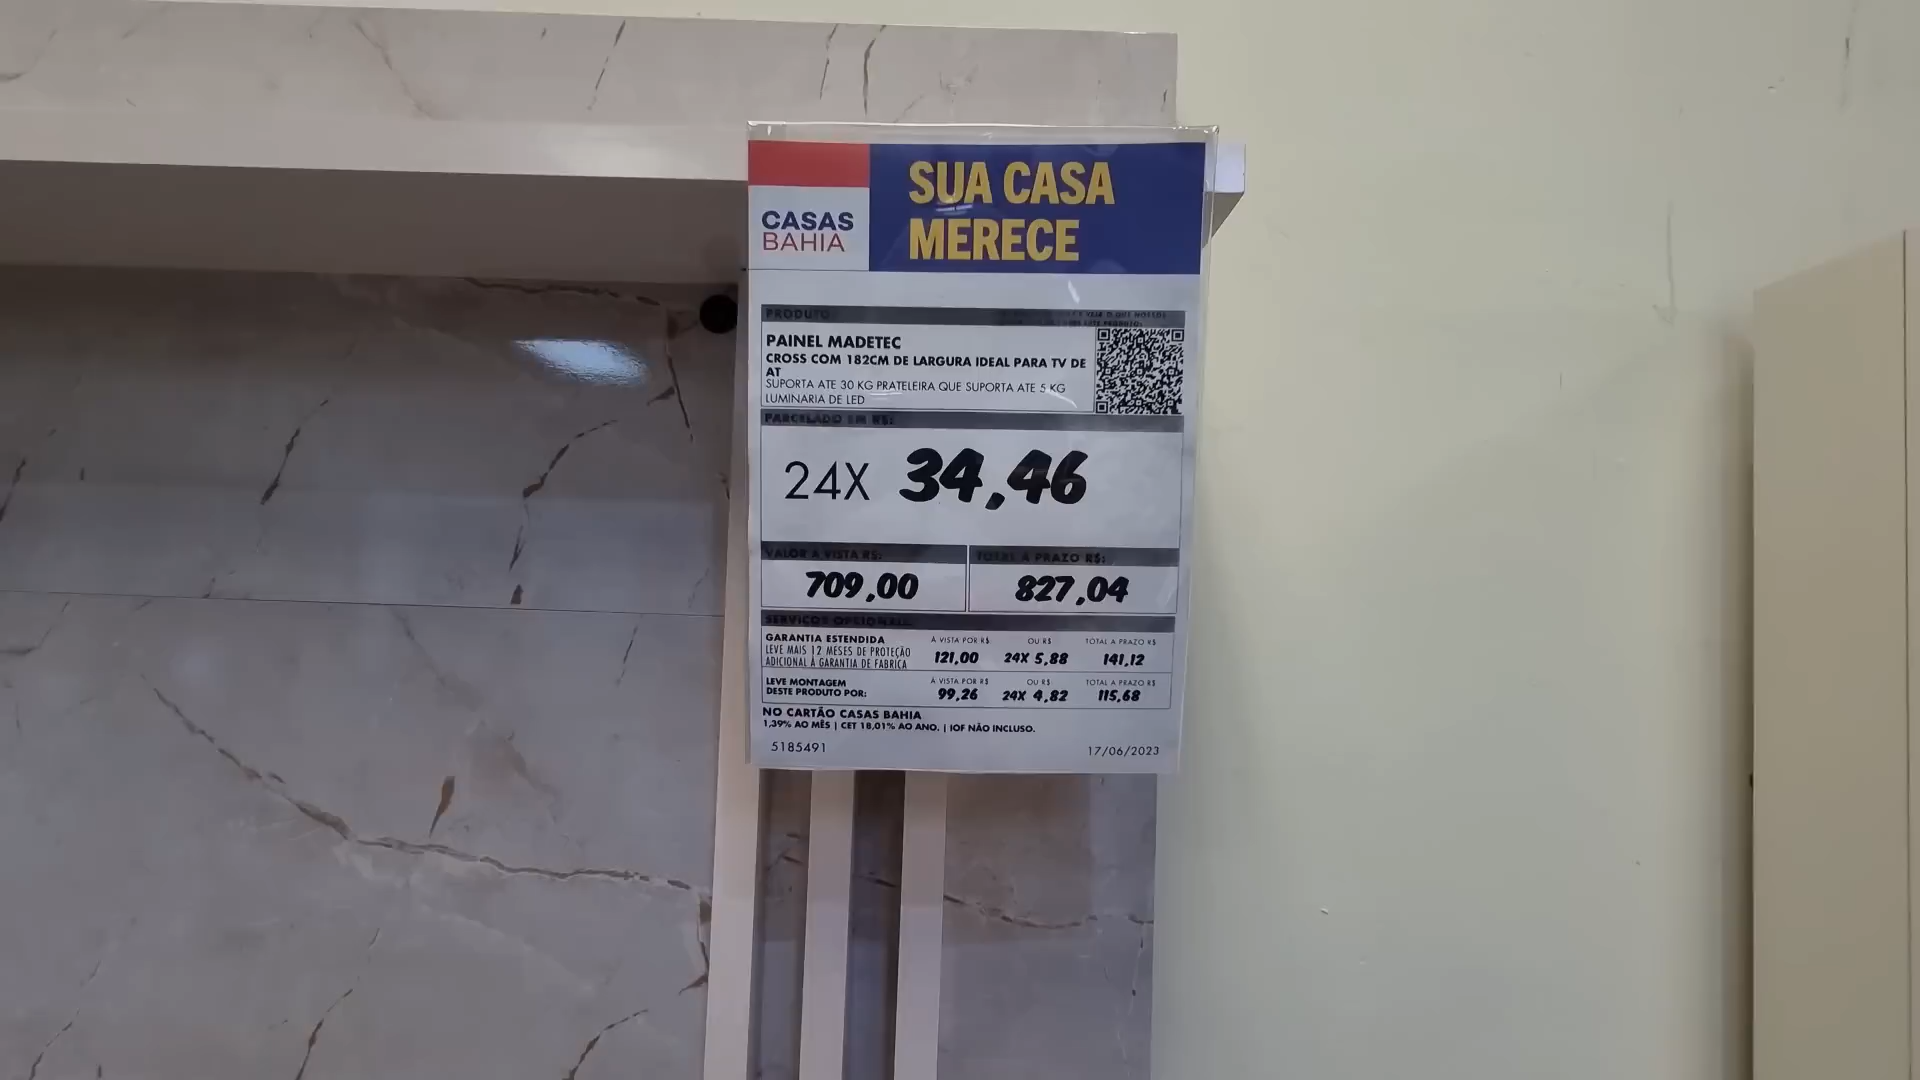 SUA CASA
MERECE
CASAS
BAHIA
PRODUTO
PAINEL MADETEC
CROSS COM 182CM DE LARGURA IDEAL PARA TV DE
AT
SUPORTA ATE 30 KG PRATELEIRA QUE SUPORTA ATE 5 KG
LUMINARIA DE LED
PARCELADO EM R$:
24X 34,46
VALOR À VISTA R$: TOTAL A PRAZO R$:
709,00 827,04
SERVIÇOS OPCIONAIS
GARANTIA ESTENDIDA À VISTA POR R$ OU R$ TOTAL A PRAZO R$
LEVE MAIS 12 MESES DE PROTEÇÃO 121,00 24X 5,88 141,12
ADICIONAL À GARANTIA DE FABRICA
LEVE MONTAGEM À VISTA POR R$ OU R$ TOTAL A PRAZO R$
DESTE PRODUTO POR: 99,26 24X 4,82 115,68
NO CARTÃO CASAS BAHIA
1,39% AO MÊS | CET 18,01% AO ANO. | IOF NÃO INCLUSO.
5185491 17/06/2023